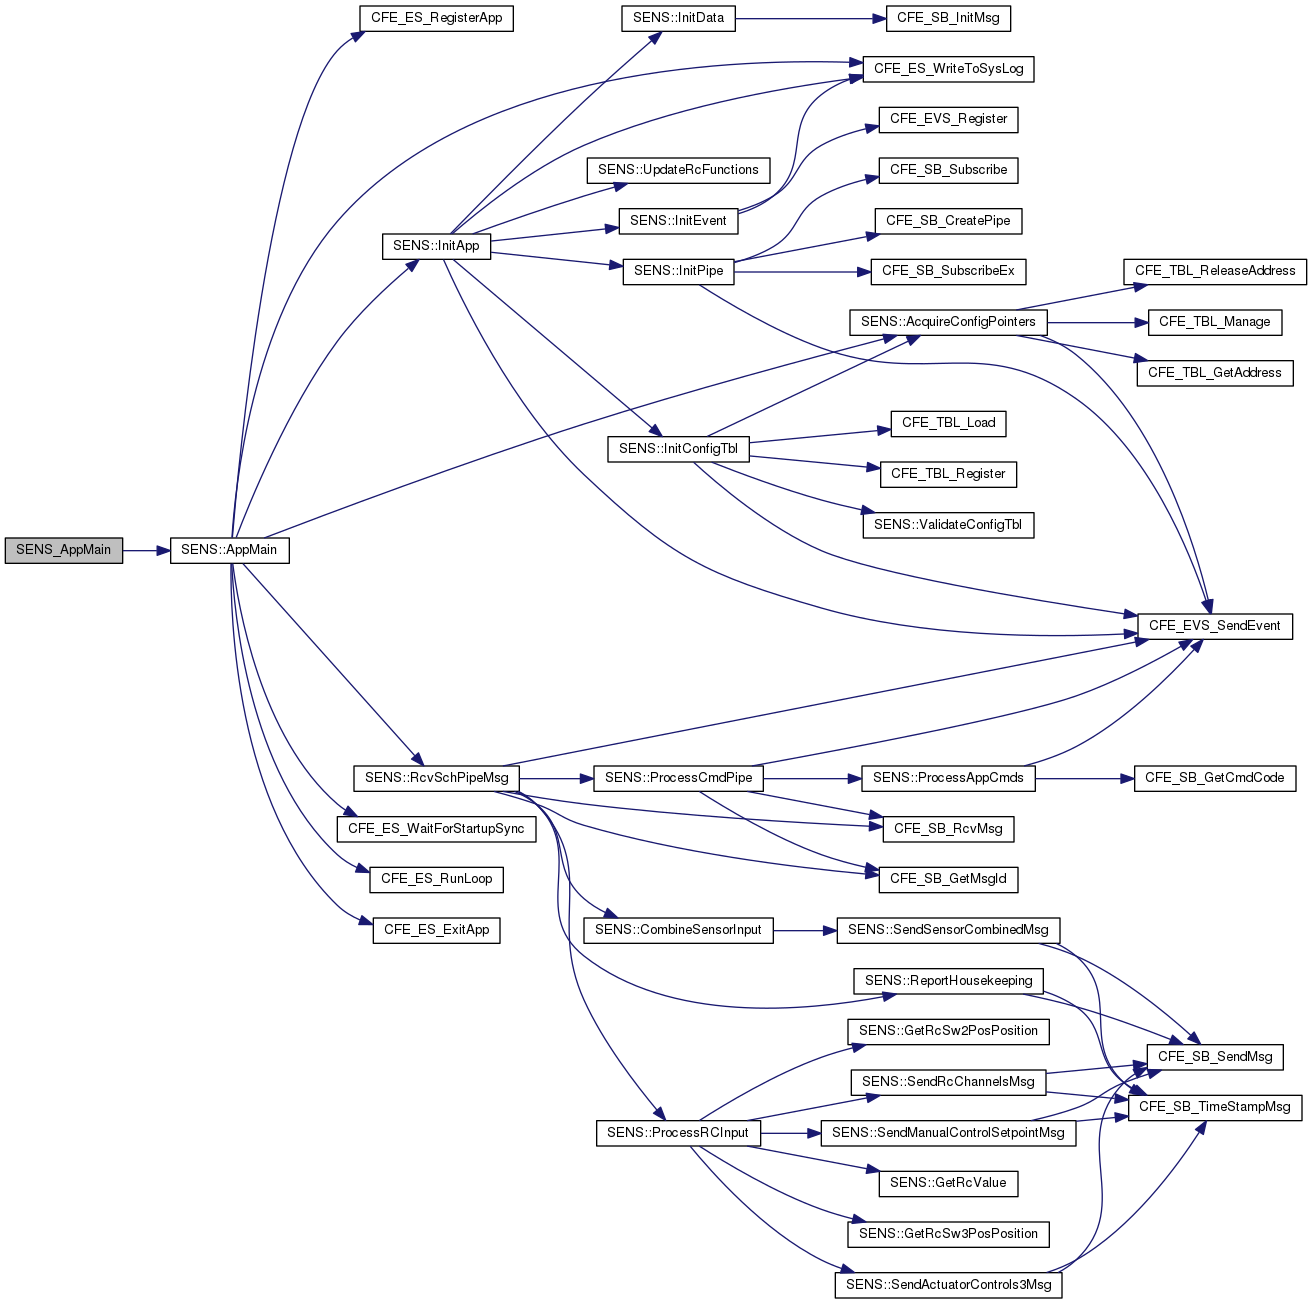 CFE_ES_RegisterApp
SENS::InitData
CFE_SB_InitMsg
CFE_ES_WriteToSysLog
CFE_EVS_Register
SENS::UpdateRcFunctions
CFE_SB_Subscribe
SENS::InitEvent
CFE_SB_CreatePipe
SENS::InitApp
SENS::InitPipe
CFE_SB_SubscribeEx
CFE_TBL_ReleaseAddress
SENS::AcquireConfigPointers
CFE_TBL_Manage
CFE_TBL_GetAddress
CFE_TBL_Load
SENS::InitConfigTbl
CFE_TBL_Register
SENS::ValidateConfigTbl
SENS_AppMain
SENS::AppMain
CFE_EVS_SendEvent
SENS::RcvSchPipeMsg
SENS::ProcessCmdPipe
SENS::ProcessAppCmds
CFE_SB_GetCmdCode
CFE_ES_WaitForStartupSync
CFE_SB_RcvMsg
CFE_ES_RunLoop
CFE_SB_GetMsgId
CFE_ES_ExitApp
SENS::CombineSensorInput
SENS::SendSensorCombinedMsg
SENS::ReportHousekeeping
SENS::GetRcSw2PosPosition
CFE_SB_SendMsg
SENS::SendRcChannelsMsg
CFE_SB_TimeStampMsg
SENS::ProcessRCInput
SENS::SendManualControlSetpointMsg
SENS::GetRcValue
SENS::GetRcSw3PosPosition
SENS::SendActuatorControls3Msg